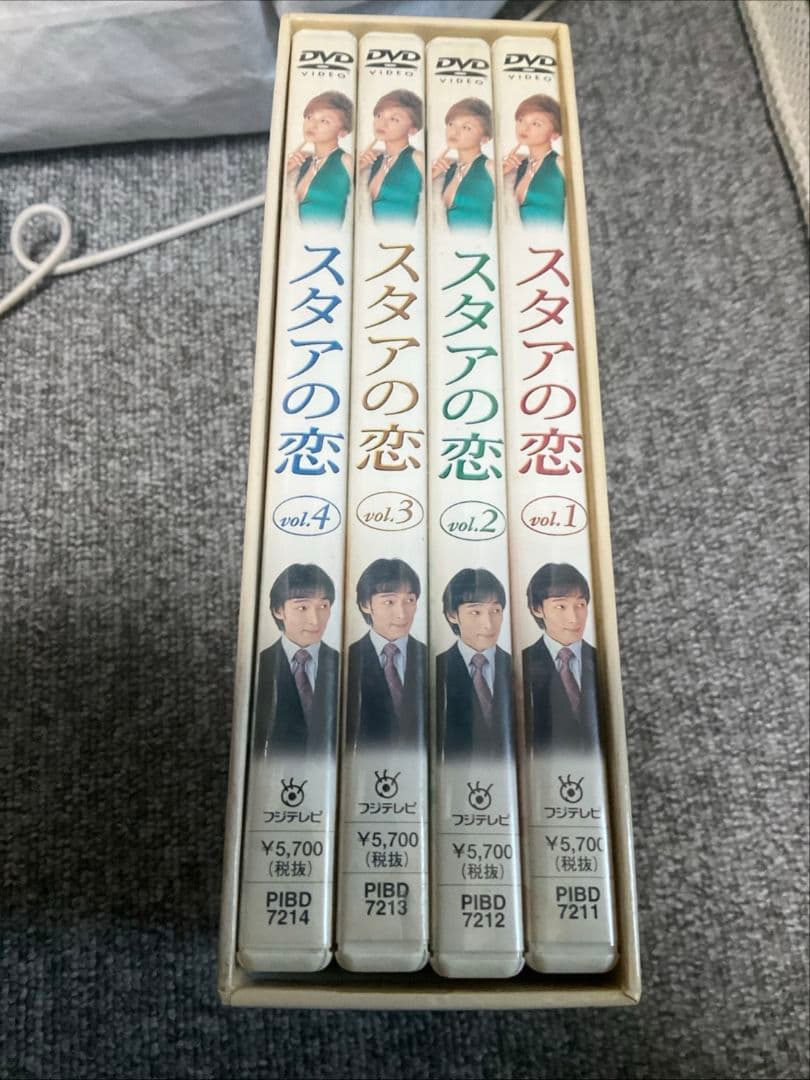 DVD
VIDEO
スタアの恋
vol.4
フジテレビ
¥5,700
(税抜)
PIBD
7214
DVD
VIDEO
スタアの恋
vol.3
フジテレビ
¥5,700
(税抜)
PIBD
7213
DVD
VIDEO
スタアの恋
vol.2
フジテレビ
¥5,700
(税抜)
PIBD
7212
DVD
VIDEO
スタアの恋
vol.1
フジテレビ
¥5,700
(税抜)
PIBD
7211